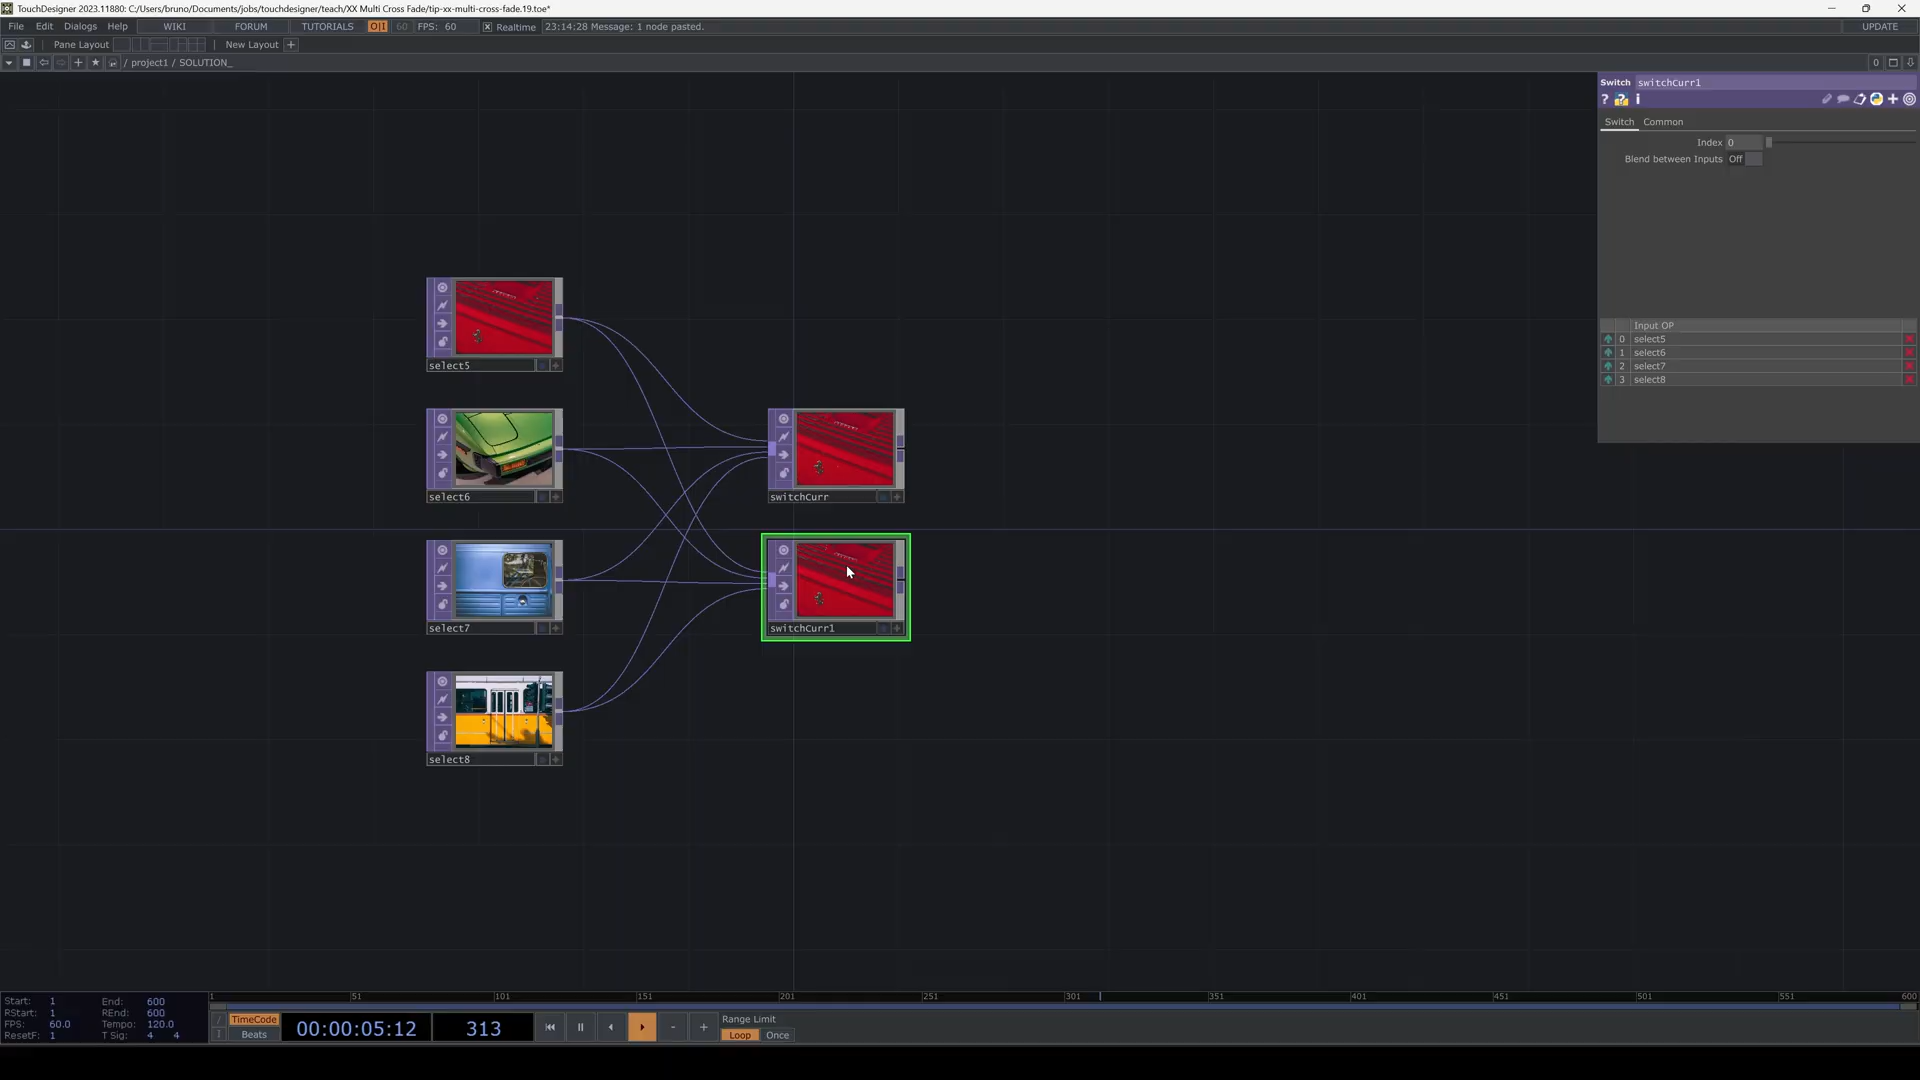 TouchDesigner 2023.11880: C:/Users/bruno/Documents/jobs/touchdesigner/teach/XX Multi Cross Fade/tip-xx-multi-cross-fade.19.toe*
File Edit Dialogs Help WIKI FORUM TUTORIALS O|I 60 FPS: 60 Realtime 23:14:28 Message: 1 node pasted. UPDATE
Pane Layout New Layout +
/ project1 / SOLUTION_ 0
Switch switchCurr1
? ? i
Switch Common
Index 0
Blend between Inputs Off
Input OP
0 select5
1 select6
2 select7
3 select8
select5
select6
switchCurr
select7
switchCurr1
select8
1 51 101 151 201 251 301 351 401 451 501 551 600
Start: 1 End: 600
RStart: 1 REnd: 600
FPS: 60.0 Tempo: 120.0
ResetF: 1 T Sig: 4 4
TimeCode
Beats
00:00:05:12 313
- +
Range Limit
Loop Once